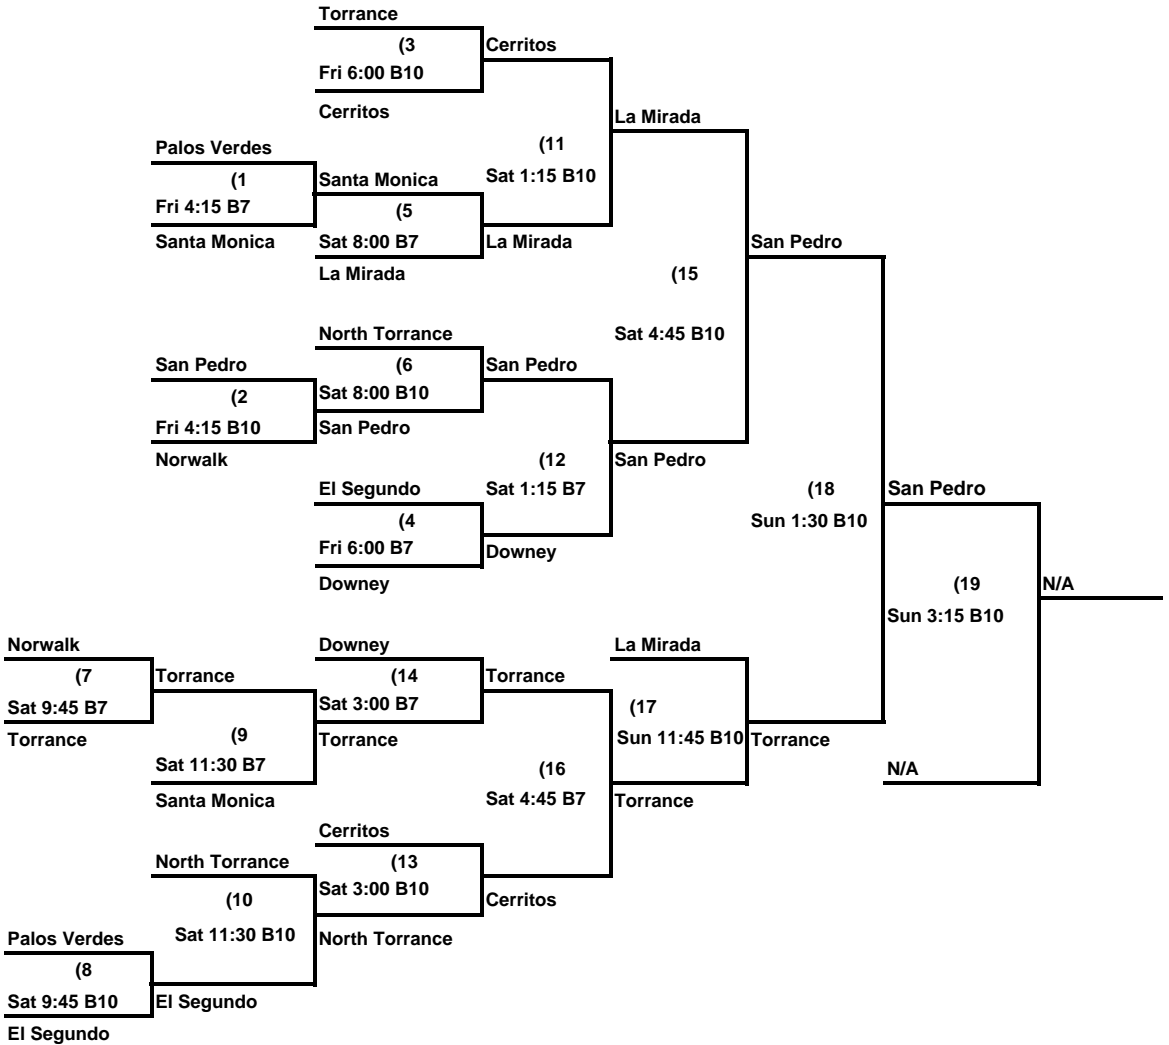 Torrance
(3
Cerritos
Fri 6:00 B10
Cerritos
La Mirada
Palos Verdes
(11
(1
Santa Monica
Sat 1:15 B10
Fri 4:15 B7
(5
Santa Monica
Sat 8:00 B7
La Mirada
San Pedro
La Mirada
(15
North Torrance
Sat 4:45 B10
San Pedro
(6
San Pedro
(2
Sat 8:00 B10
Fri 4:15 B10
San Pedro
Norwalk
(12
San Pedro
El Segundo
Sat 1:15 B7
(18
San Pedro
(4
Sun 1:30 B10
Fri 6:00 B7
Downey
Downey
(19
N/A
Sun 3:15 B10
Norwalk
Downey
La Mirada
(7
Torrance
(14
Torrance
Sat 9:45 B7
Sat 3:00 B7
(17
Torrance
(9
Torrance
Sun 11:45 B10
Torrance
Sat 11:30 B7
(16
N/A
Santa Monica
Sat 4:45 B7
Torrance
Cerritos
North Torrance
(13
(10
Sat 3:00 B10
Cerritos
Sat 11:30 B10
Palos Verdes
North Torrance
(8
Sat 9:45 B10
El Segundo
El Segundo